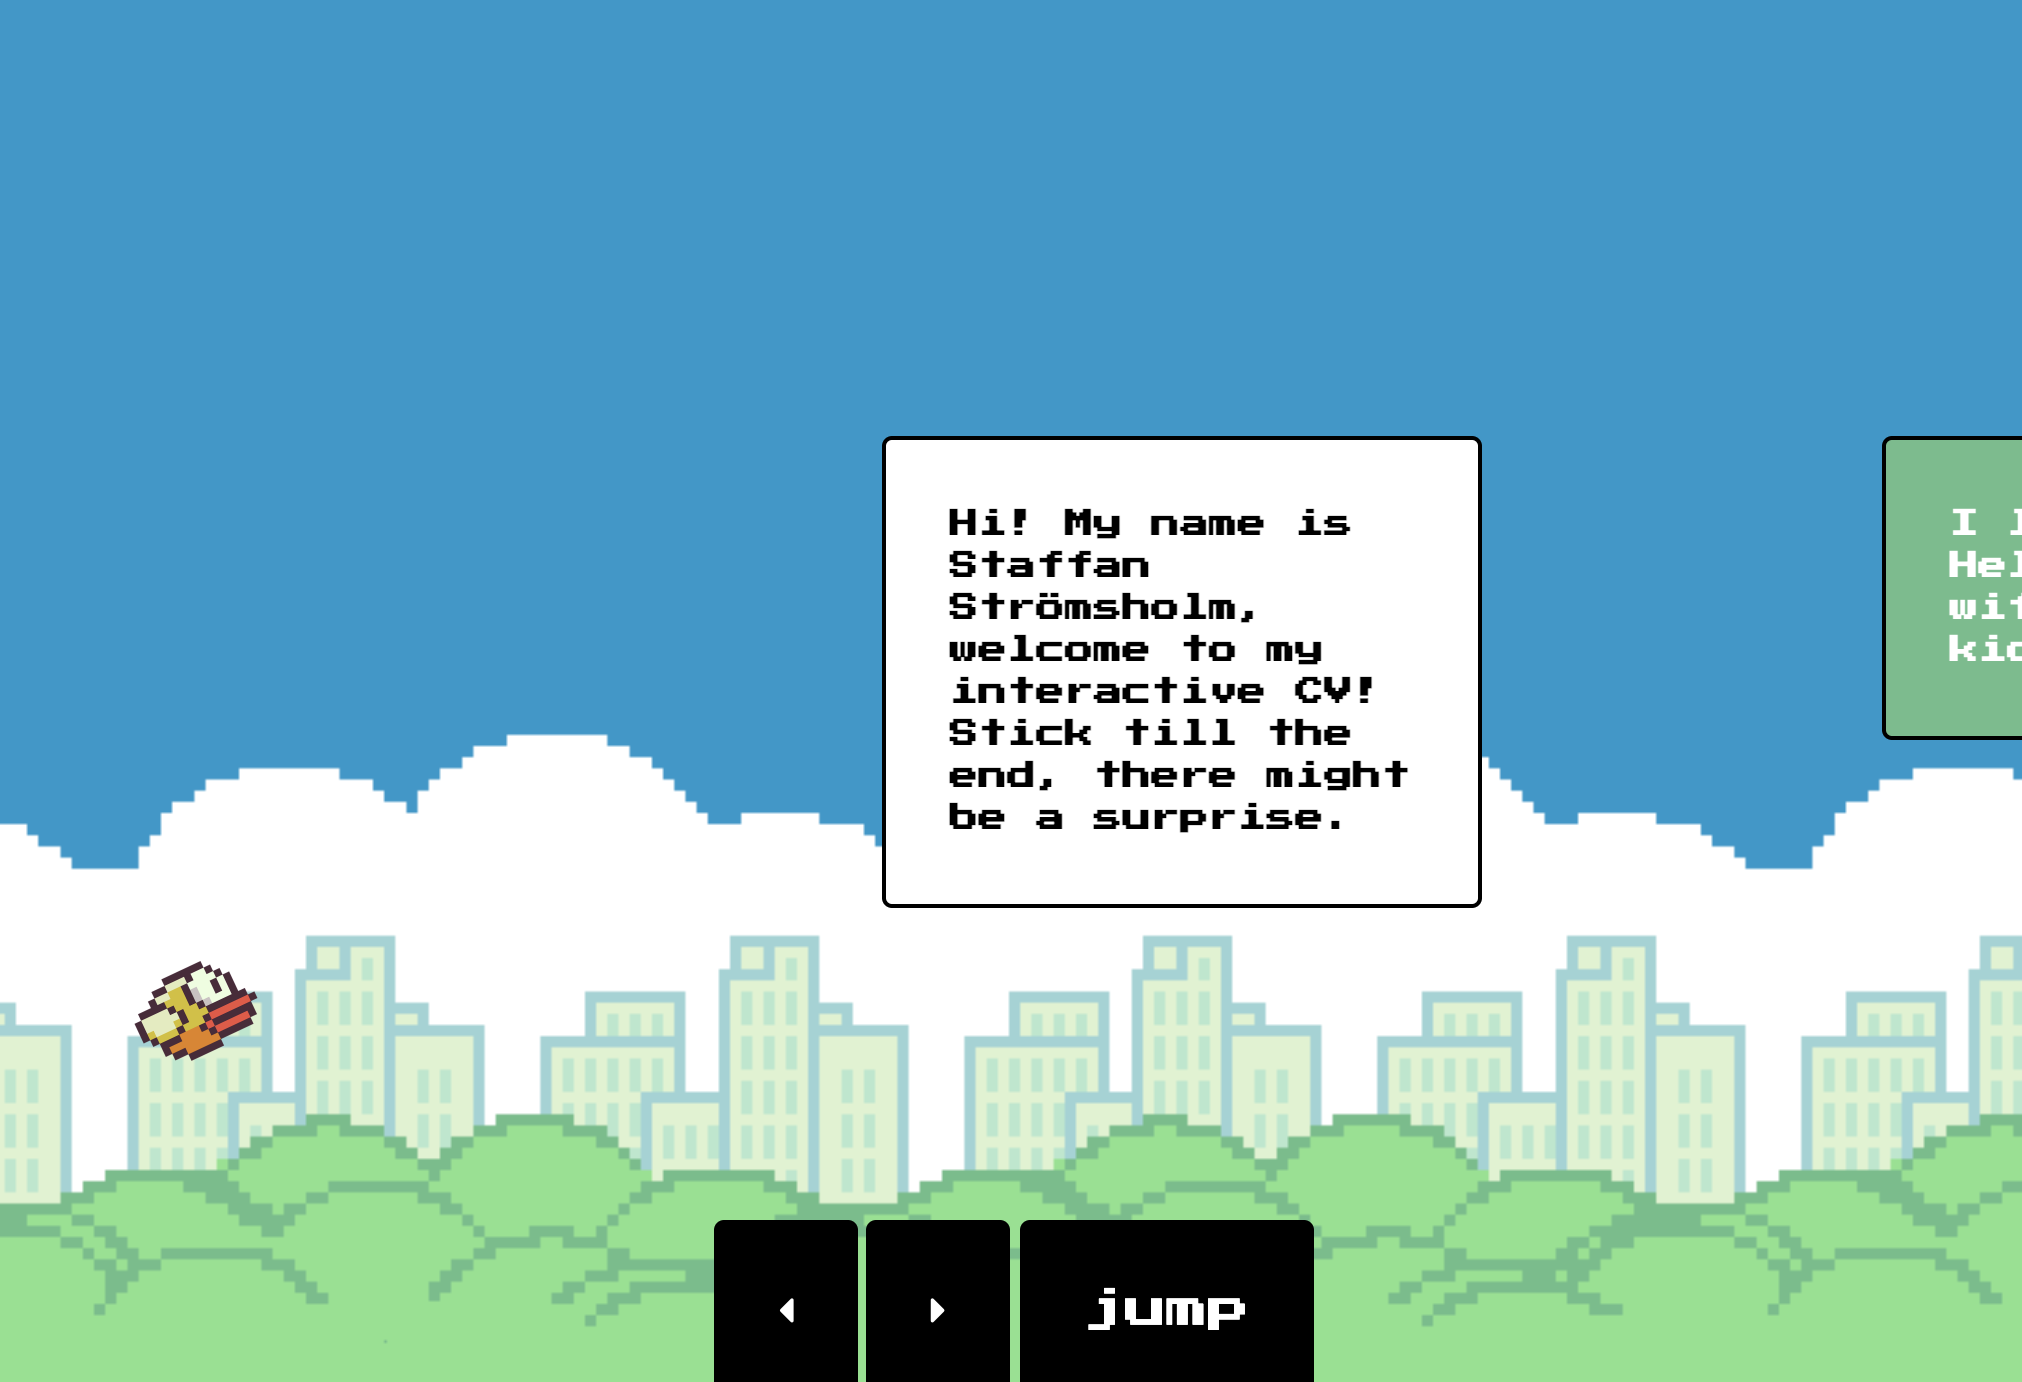 Hi! My name is
Staffan
Strömsholm,
welcome to my
interactive CV!
Stick till the
end, there might
be a surprise.
I
jump